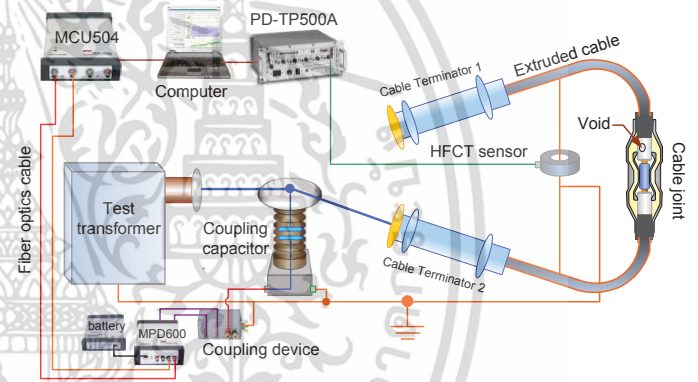 MCU504
PD-TP500A
Computer
Cable Terminator 1
Extruded cable
Void
HFCT sensor
Cable joint
Fiber optics cable
Test
transformer
Coupling
capacitor
Cable Terminator 2
battery
MPD600
Coupling device